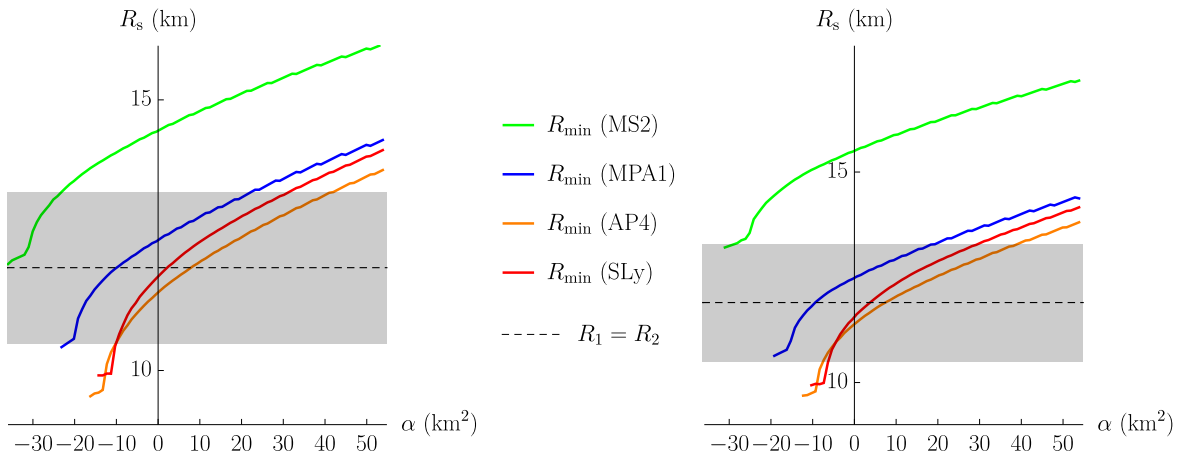 R_s (km)
15
10
−30 −20 −10 0 10 20 30 40 50
α (km²)
R_min (MS2)
R_min (MPA1)
R_min (AP4)
R_min (SLy)
R_1 = R_2
R_s (km)
15
10
−30 −20 −10 0 10 20 30 40 50
α (km²)